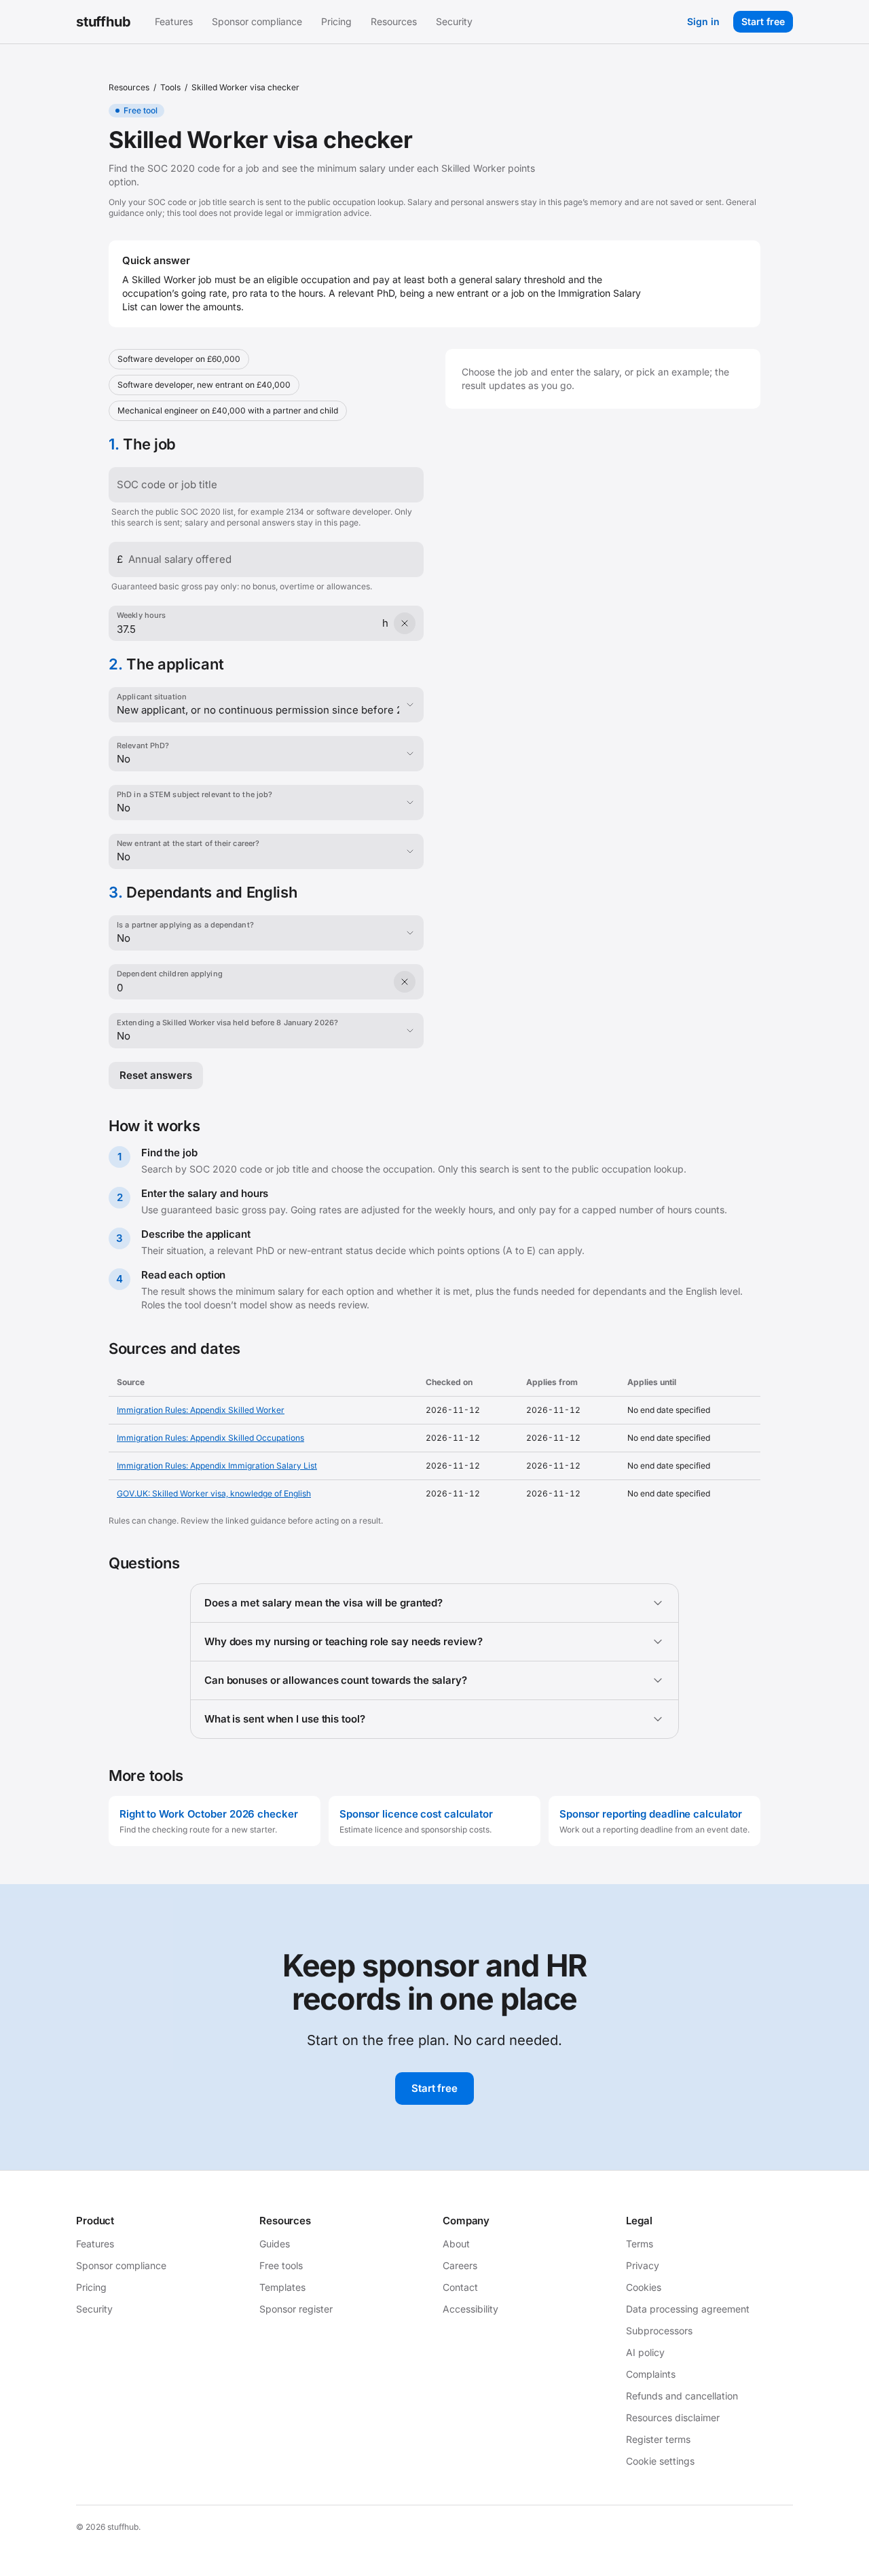 stuffhub
Features
Sponsor compliance
Pricing
Resources
Security
Sign in
Start free
Resources / Tools / Skilled Worker visa checker
Free tool
Skilled Worker visa checker
Find the SOC 2020 code for a job and see the minimum salary under each Skilled Worker points
option.
Only your SOC code or job title search is sent to the public occupation lookup. Salary and personal answers stay in this page's memory and are not saved or sent. General
guidance only; this tool does not provide legal or immigration advice.
Quick answer
A Skilled Worker job must be an eligible occupation and pay at least both a general salary threshold and the
occupation's going rate, pro rata to the hours. A relevant PhD, being a new entrant or a job on the Immigration Salary
List can lower the amounts.
Software developer on £60,000
Software developer, new entrant on £40,000
Mechanical engineer on £40,000 with a partner and child
Choose the job and enter the salary, or pick an example; the
result updates as you go.
1. The job
SOC code or job title
Search the public SOC 2020 list, for example 2134 or software developer. Only
this search is sent; salary and personal answers stay in this page.
£ Annual salary offered
Guaranteed basic gross pay only: no bonus, overtime or allowances.
Weekly hours
37.5
h
2. The applicant
Applicant situation
New applicant, or no continuous permission since before
Relevant PhD?
No
PhD in a STEM subject relevant to the job?
No
New entrant at the start of their career?
No
3. Dependants and English
Is a partner applying as a dependant?
No
Dependent children applying
0
Extending a Skilled Worker visa held before 8 January 2026?
No
Reset answers
How it works
1
Find the job
Search by SOC 2020 code or job title and choose the occupation. Only this search is sent to the public occupation lookup.
2
Enter the salary and hours
Use guaranteed basic gross pay. Going rates are adjusted for the weekly hours, and only pay for a capped number of hours counts.
3
Describe the applicant
Their situation, a relevant PhD or new-entrant status decide which points options (A to E) can apply.
4
Read each option
The result shows the minimum salary for each option and whether it is met, plus the funds needed for dependants and the English level.
Roles the tool doesn't model show as needs review.
Sources and dates
Source Checked on Applies from Applies until
Immigration Rules: Appendix Skilled Worker 2026-11-12 2026-11-12 No end date specified
Immigration Rules: Appendix Skilled Occupations 2026-11-12 2026-11-12 No end date specified
Immigration Rules: Appendix Immigration Salary List 2026-11-12 2026-11-12 No end date specified
GOV.UK: Skilled Worker visa, knowledge of English 2026-11-12 2026-11-12 No end date specified
Rules can change. Review the linked guidance before acting on a result.
Questions
Does a met salary mean the visa will be granted?
Why does my nursing or teaching role say needs review?
Can bonuses or allowances count towards the salary?
What is sent when I use this tool?
More tools
Right to Work October 2026 checker
Find the checking route for a new starter.
Sponsor licence cost calculator
Estimate licence and sponsorship costs.
Sponsor reporting deadline calculator
Work out a reporting deadline from an event date.
Keep sponsor and HR
records in one place
Start on the free plan. No card needed.
Start free
Product
Features
Sponsor compliance
Pricing
Security
Resources
Guides
Free tools
Templates
Sponsor register
Company
About
Careers
Contact
Accessibility
Legal
Terms
Privacy
Cookies
Data processing agreement
Subprocessors
AI policy
Complaints
Refunds and cancellation
Resources disclaimer
Register terms
Cookie settings
© 2026 stuffhub.